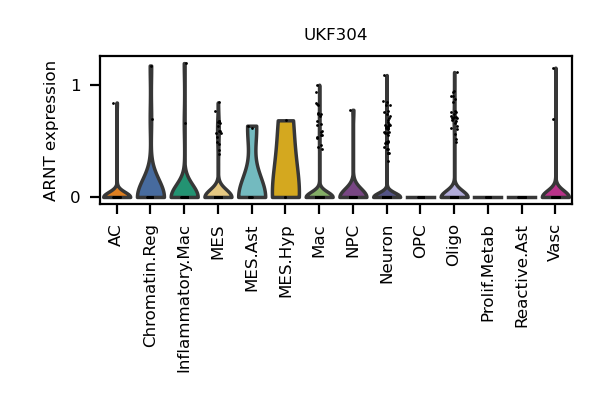 UKF304
ARNT expression
1
0
AC
Chromatin.Reg
Inflammatory.Mac
MES
MES.Ast
MES.Hyp
Mac
NPC
Neuron
OPC
Oligo
Prolif.Metab
Reactive.Ast
Vasc